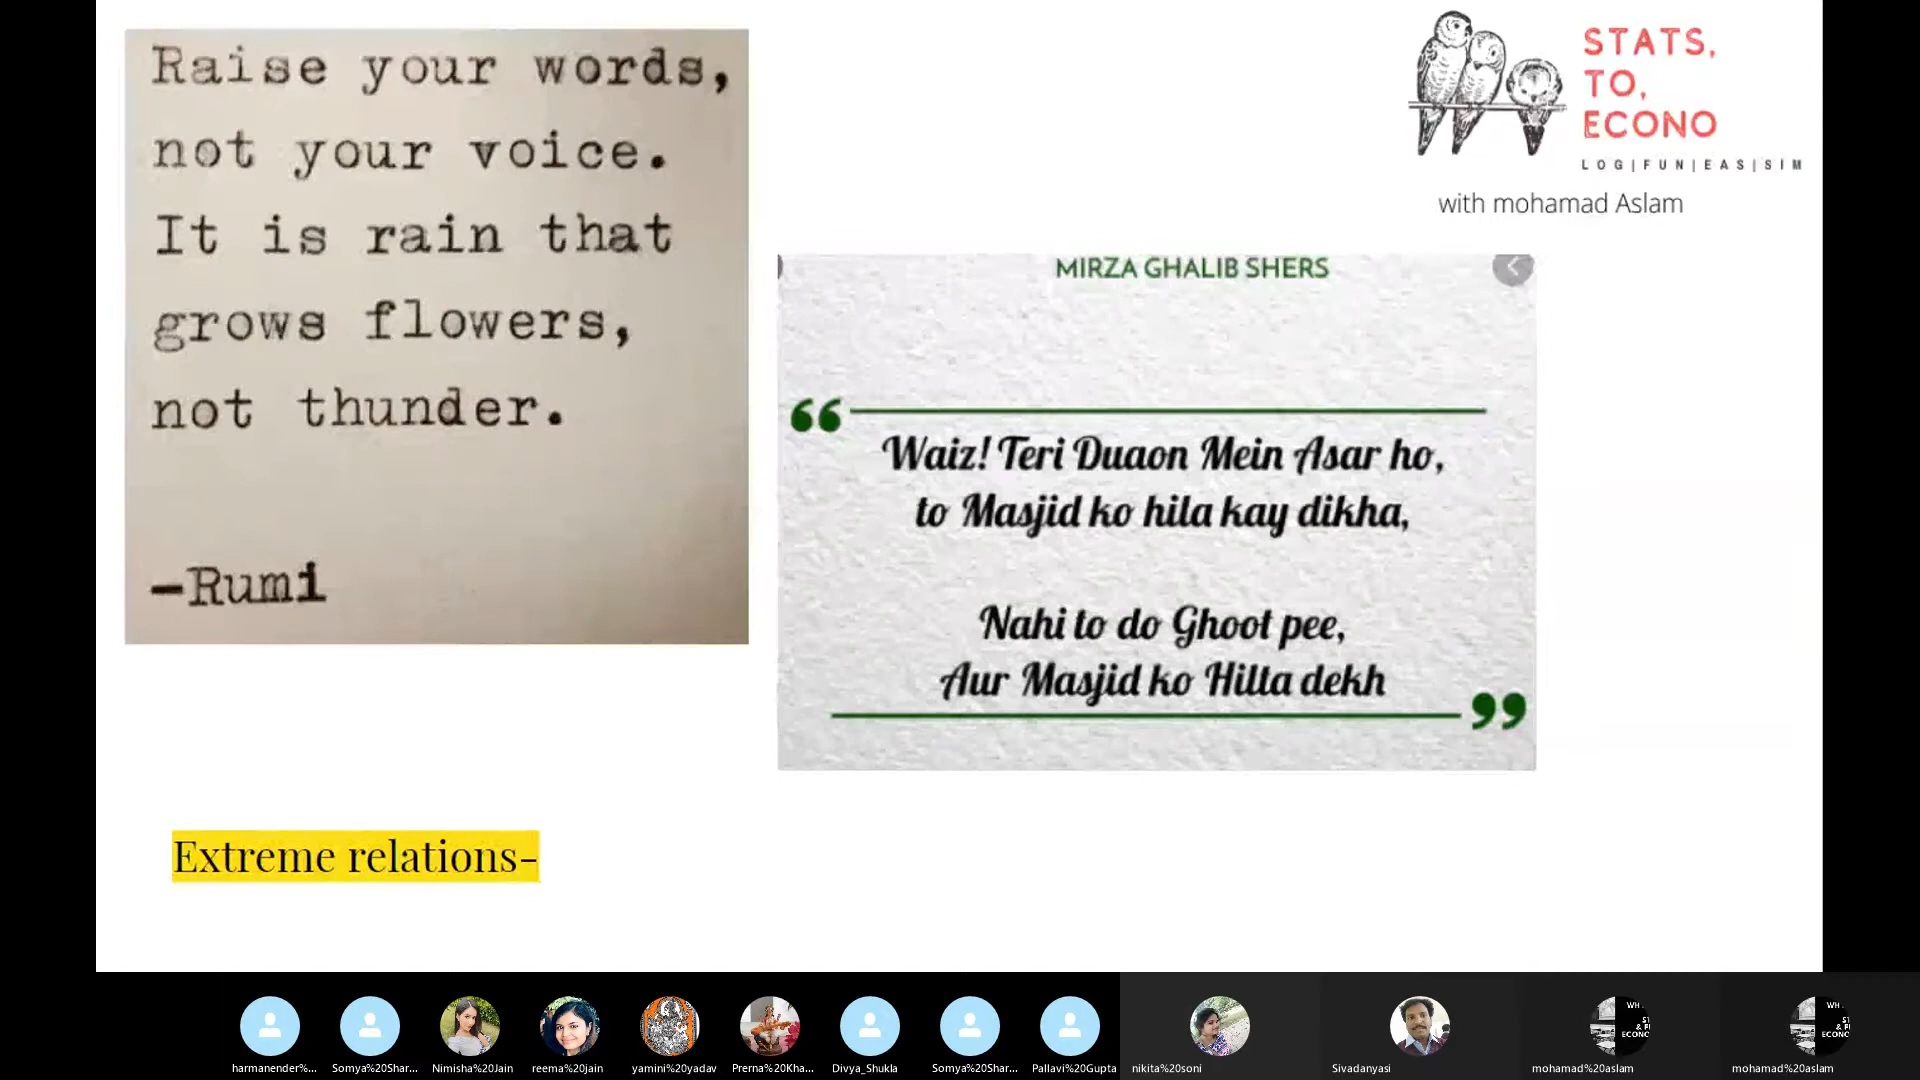 Raise your words,
not your voice.
It is rain that
grows flowers,
not thunder.
—Rumi
STATS,
TO,
ECONO
LOG|FUN|EAS|SIM
with mohamad Aslam
MIRZA GHALIB SHERS
“
Waiz! Teri Duaon Mein Asar ho,
to Masjid ko hila kay dikha,
Nahi to do Ghoot pee,
Aur Masjid ko Hilta dekh
”
Extreme relations-
harmanender%...
Somya%20Shar...
Nimisha%20Jain
reema%20jain
yamini%20yadav
Prerna%20Kha...
Divya_Shukla
Somya%20Shar...
Pallavi%20Gupta
nikita%20soni
Sivadanyasi
mohamad%20aslam
mohamad%20aslam